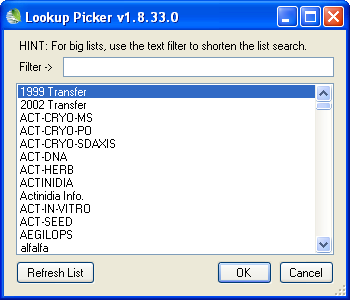 Lookup Picker v1.8.33.0
HINT: For big lists, use the text filter to shorten the list search.
Filter ->
1999 Transfer
2002 Transfer
ACT-CRYO-MS
ACT-CRYO-PO
ACT-CRYO-SDAXIS
ACT-DNA
ACT-HERB
ACTINIDIA
Actinidia Info.
ACT-IN-VITRO
ACT-SEED
AEGILOPS
alfalfa
Refresh List OK Cancel